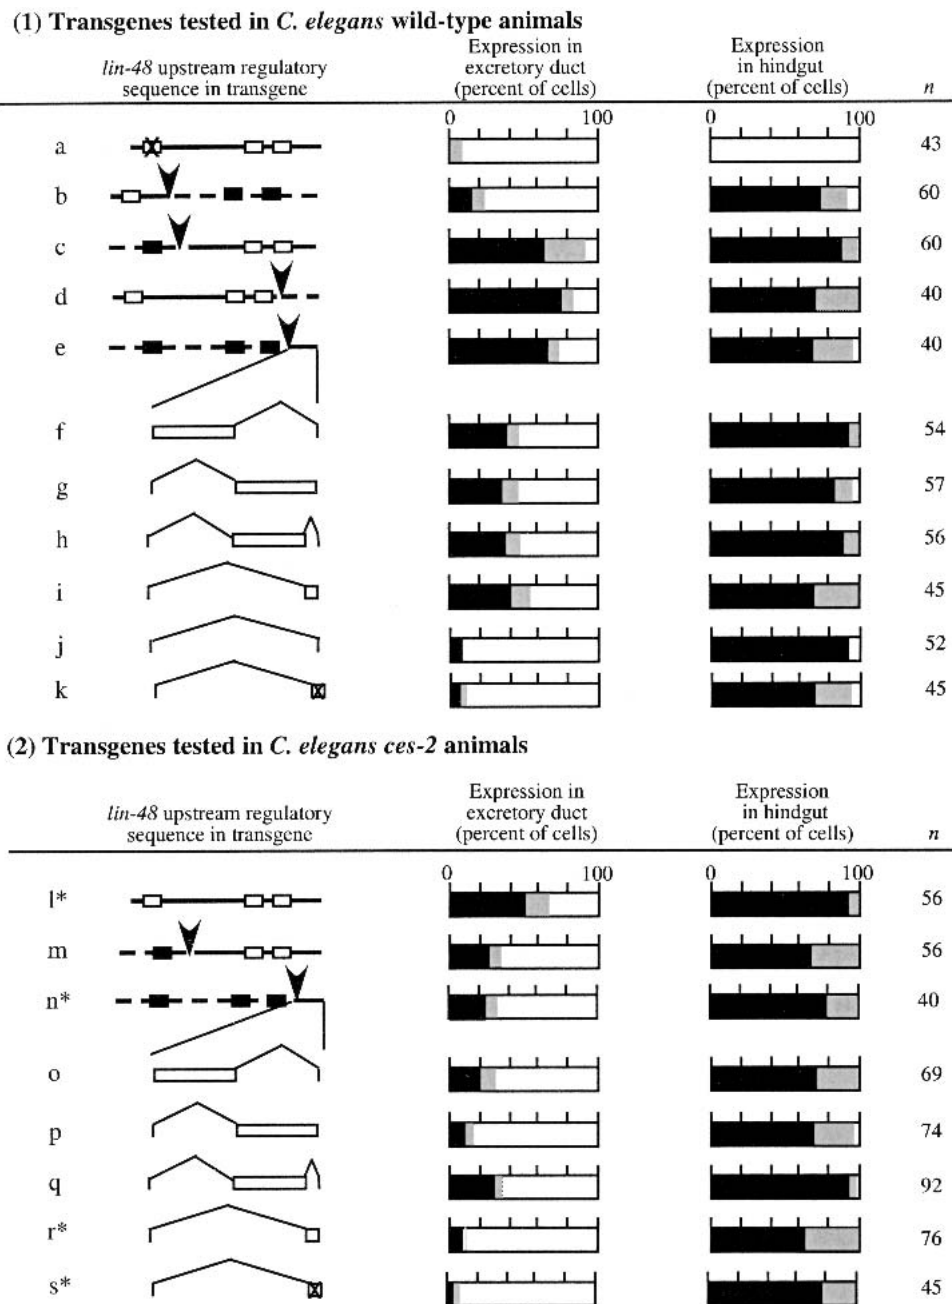 (1) Transgenes tested in C. elegans wild-type animals
lin-48 upstream regulatory
sequence in transgene
Expression in
excretory duct
(percent of cells)
Expression
in hindgut
(percent of cells)
n
0 100 0 100
a 43
b 60
c 60
d 40
e 40
f 54
g 57
h 56
i 45
j 52
k 45
(2) Transgenes tested in C. elegans ces-2 animals
lin-48 upstream regulatory
sequence in transgene
Expression in
excretory duct
(percent of cells)
Expression
in hindgut
(percent of cells)
n
0 100 0 100
l* 56
m 56
n* 40
o 69
p 74
q 92
r* 76
s* 45